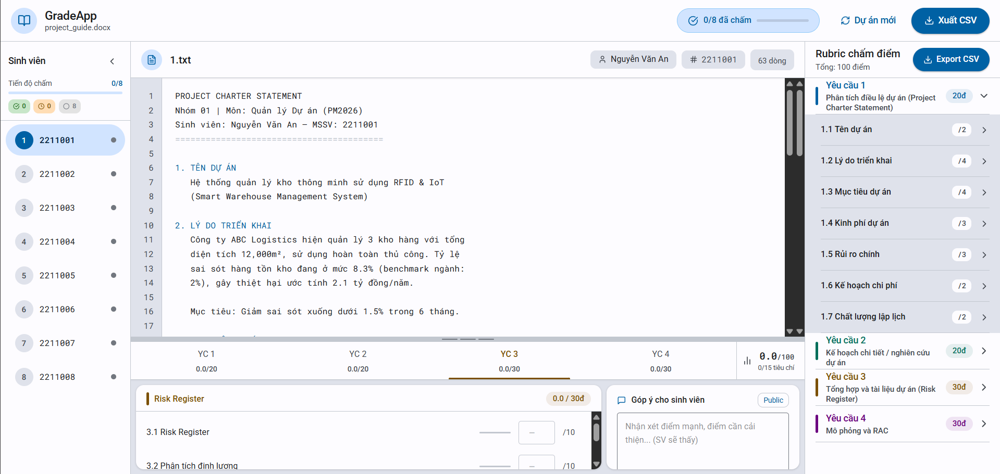 GradeApp
project_guide.docx
0/8 đã chấm
Dự án mới
Xuất CSV
Sinh viên
Tiến độ chấm
0/8
0
0
8
1 2211001
2 2211002
3 2211003
4 2211004
5 2211005
6 2211006
7 2211007
8 2211008
1.txt
Nguyễn Văn An
# 2211001
63 dòng
1 PROJECT CHARTER STATEMENT
2 Nhóm 01 | Môn: Quản lý Dự án (PM2026)
3 Sinh viên: Nguyễn Văn An – MSSV: 2211001
4 =========================================
5
6 1. TÊN DỰ ÁN
7 Hệ thống quản lý kho thông minh sử dụng RFID & IoT
8 (Smart Warehouse Management System)
9
10 2. LÝ DO TRIỂN KHAI
11 Công ty ABC Logistics hiện quản lý 3 kho hàng với tổng
12 diện tích 12,000m², sử dụng hoàn toàn thủ công. Tỷ lệ
13 sai sót hàng tồn kho đang ở mức 8.3% (benchmark ngành:
14 2%), gây thiệt hại ước tính 2.1 tỷ đồng/năm.
15
16 Mục tiêu: Giảm sai sót xuống dưới 1.5% trong 6 tháng.
17
YC 1
0.0/20
YC 2
0.0/20
YC 3
0.0/30
YC 4
0.0/30
0.0/100
0/15 tiêu chí
Risk Register
0.0 / 30đ
3.1 Risk Register
–
/10
3.2 Phân tích định lượng
–
/10
Góp ý cho sinh viên
Public
Nhận xét điểm mạnh, điểm cần cải
thiện... (SV sẽ thấy)
Rubric chấm điểm
Tổng: 100 điểm
Export CSV
Yêu cầu 1
Phân tích điều lệ dự án (Project
Charter Statement)
20đ
1.1 Tên dự án
/2
1.2 Lý do triển khai
/4
1.3 Mục tiêu dự án
/4
1.4 Kinh phí dự án
/3
1.5 Rủi ro chính
/3
1.6 Kế hoạch chi phí
/2
1.7 Chất lượng lập lịch
/2
Yêu cầu 2
Kế hoạch chi tiết / nghiên cứu
dự án
20đ
Yêu cầu 3
Tổng hợp và tài liệu dự án (Risk
Register)
30đ
Yêu cầu 4
Mô phỏng và RAC
30đ